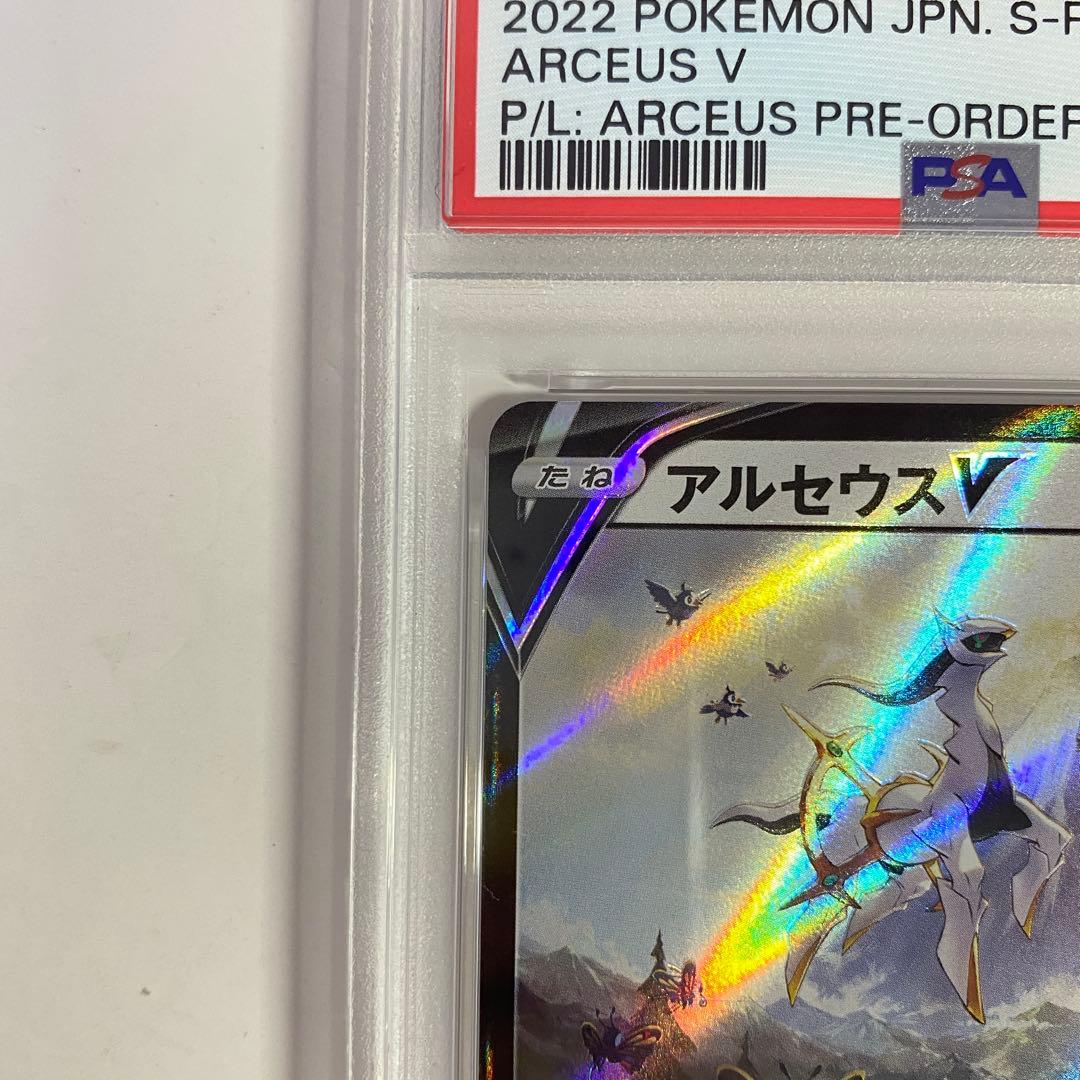 2022 POKEMON JPN. S-P
ARCEUS V
P/L: ARCEUS PRE-ORDER
PSA
たね アルセウスV